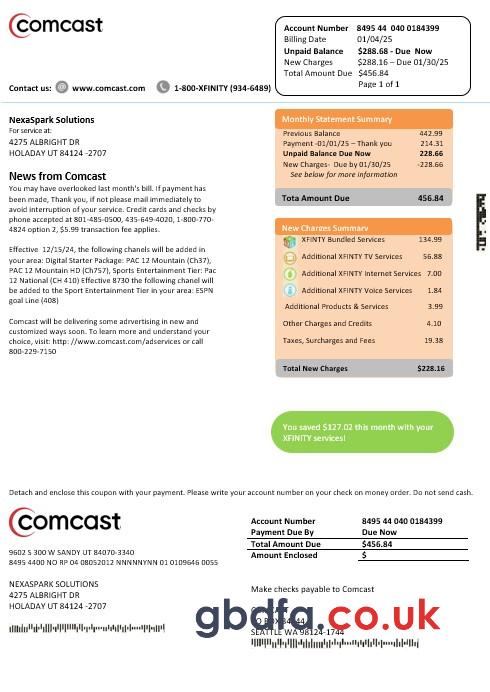 comcast
Account Number 8495 44 040 0184399
Billing Date 01/04/25
Unpaid Balance $288.68 - Due Now
New Charges $288.16 – Due 01/30/25
Total Amount Due $456.84
Page 1 of 1
Contact us: www.comcast.com 1-800-XFINITY (934-6489)
NexaSpark Solutions
For service at:
4275 ALBRIGHT DR
HOLADAY UT 84124 -2707
News from Comcast
You may have overlooked last month's bill. If payment has
been made, Thank you, if not please mail immediately to
avoid interruption of your service. Credit cards and checks by
phone accepted at 801-485-0500, 435-649-4020, 1-800-770-
4824 option 2, $5.99 transaction fee applies.
Effective 12/15/24, the following channels will be added in
your area: Digital Starter Package: PAC 12 Mountain (Ch37),
PAC 12 Mountain HD (Ch757), Sports Entertainment Tier: Pac
12 National (CH 410) Effective 8730 the following chanel will
be added to the Sport Entertainment Tier in your area: ESPN
goal Line (408)
Comcast will be delivering some advertising in new and
customized ways soon. To learn more and understand your
choice, visit: http: //www.comcast.com/adservices or call
800-229-7150
Monthly Statement Summary
Previous Balance 442.99
Payment -01/01/25 – Thank you 214.31
Unpaid Balance Due Now 228.66
New Charges- Due by 01/30/25 -228.66
See below for more information
Tota Amount Due 456.84
New Charges Summary
XFINITY Bundled Services 134.99
Additional XFINITY TV Services 56.88
Additional XFINITY Internet Services 7.00
Additional XFINITY Voice Services 1.84
Additional Products & Services 3.99
Other Charges and Credits 4.10
Taxes, Surcharges and Fees 19.38
Total New Charges $228.16
You saved $127.02 this month with your
XFINITY services!
Detach and enclose this coupon with your payment. Please write your account number on your check on money order. Do not send cash.
comcast
9602 S 300 W SANDY UT 84070-3340
8495 4400 NO RP 04 08052012 NNNNNYNN 01 0109646 0055
NEXASPARK SOLUTIONS
4275 ALBRIGHT DR
HOLADAY UT 84124 -2707
Account Number 8495 44 040 0184399
Payment Due By Due Now
Total Amount Due $456.84
Amount Enclosed $
Make checks payable to Comcast
SEATTLE WA 98124-1744
gbdfa.co.uk